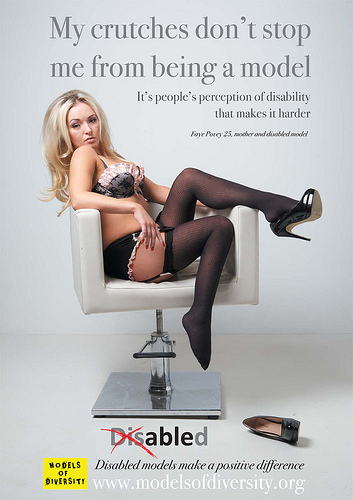 My crutches don't stop
me from being a model
It's people's perception of disability
that makes it harder
Faye Povey 25, mother and disabled model
Disabled
MODELS
OF
DIVERSITY
Disabled models make a positive difference
www.modelsofdiversity.org